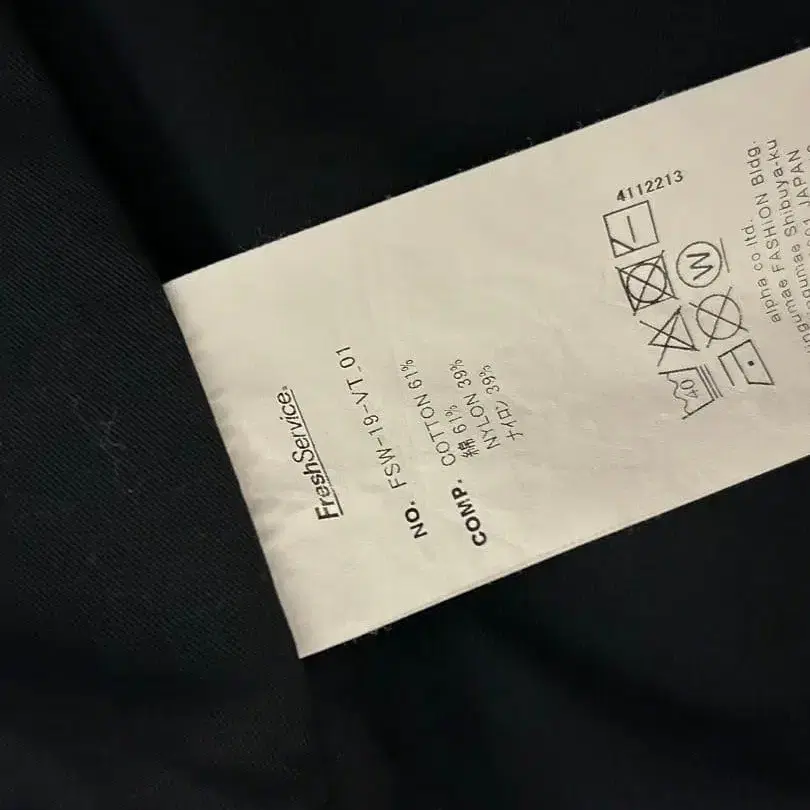 FreshService®
NO. FSW-19-VT_01
COMP. COTTON 61%
綿 61%
NYLON 39%
ナイロン 39%
40
W
4112213
alpha co.ltd.
FASHION Bldg.
Shibuya-ku
JAPAN